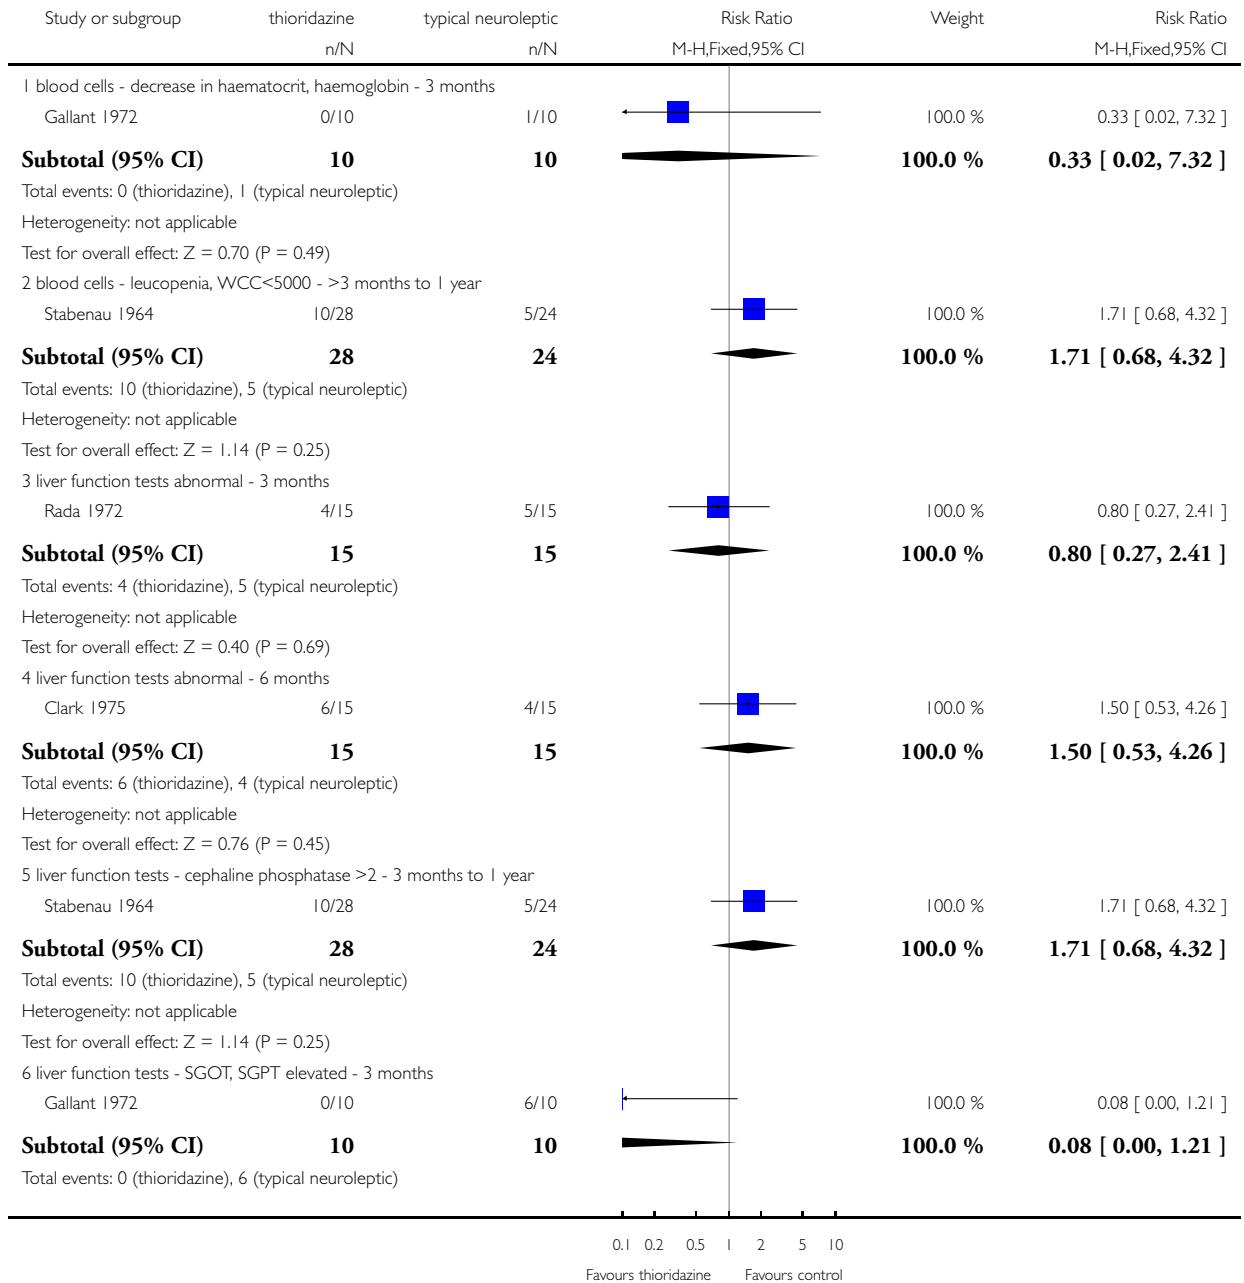 Study or subgroup thioridazine typical neuroleptic Risk Ratio Weight Risk Ratio
n/N n/N M-H,Fixed,95% CI M-H,Fixed,95% CI
1 blood cells - decrease in haematocrit, haemoglobin - 3 months
Gallant 1972 0/10 1/10 100.0 % 0.33 [ 0.02, 7.32 ]
Subtotal (95% CI) 10 10 100.0 % 0.33 [ 0.02, 7.32 ]
Total events: 0 (thioridazine), 1 (typical neuroleptic)
Heterogeneity: not applicable
Test for overall effect: Z = 0.70 (P = 0.49)
2 blood cells - leucopenia, WCC<5000 - >3 months to 1 year
Stabenau 1964 10/28 5/24 100.0 % 1.71 [ 0.68, 4.32 ]
Subtotal (95% CI) 28 24 100.0 % 1.71 [ 0.68, 4.32 ]
Total events: 10 (thioridazine), 5 (typical neuroleptic)
Heterogeneity: not applicable
Test for overall effect: Z = 1.14 (P = 0.25)
3 liver function tests abnormal - 3 months
Rada 1972 4/15 5/15 100.0 % 0.80 [ 0.27, 2.41 ]
Subtotal (95% CI) 15 15 100.0 % 0.80 [ 0.27, 2.41 ]
Total events: 4 (thioridazine), 5 (typical neuroleptic)
Heterogeneity: not applicable
Test for overall effect: Z = 0.40 (P = 0.69)
4 liver function tests abnormal - 6 months
Clark 1975 6/15 4/15 100.0 % 1.50 [ 0.53, 4.26 ]
Subtotal (95% CI) 15 15 100.0 % 1.50 [ 0.53, 4.26 ]
Total events: 6 (thioridazine), 4 (typical neuroleptic)
Heterogeneity: not applicable
Test for overall effect: Z = 0.76 (P = 0.45)
5 liver function tests - cephaline phosphatase >2 - 3 months to 1 year
Stabenau 1964 10/28 5/24 100.0 % 1.71 [ 0.68, 4.32 ]
Subtotal (95% CI) 28 24 100.0 % 1.71 [ 0.68, 4.32 ]
Total events: 10 (thioridazine), 5 (typical neuroleptic)
Heterogeneity: not applicable
Test for overall effect: Z = 1.14 (P = 0.25)
6 liver function tests - SGOT, SGPT elevated - 3 months
Gallant 1972 0/10 6/10 100.0 % 0.08 [ 0.00, 1.21 ]
Subtotal (95% CI) 10 10 100.0 % 0.08 [ 0.00, 1.21 ]
Total events: 0 (thioridazine), 6 (typical neuroleptic)
0.1 0.2 0.5 1 2 5 10
Favours thioridazine Favours control